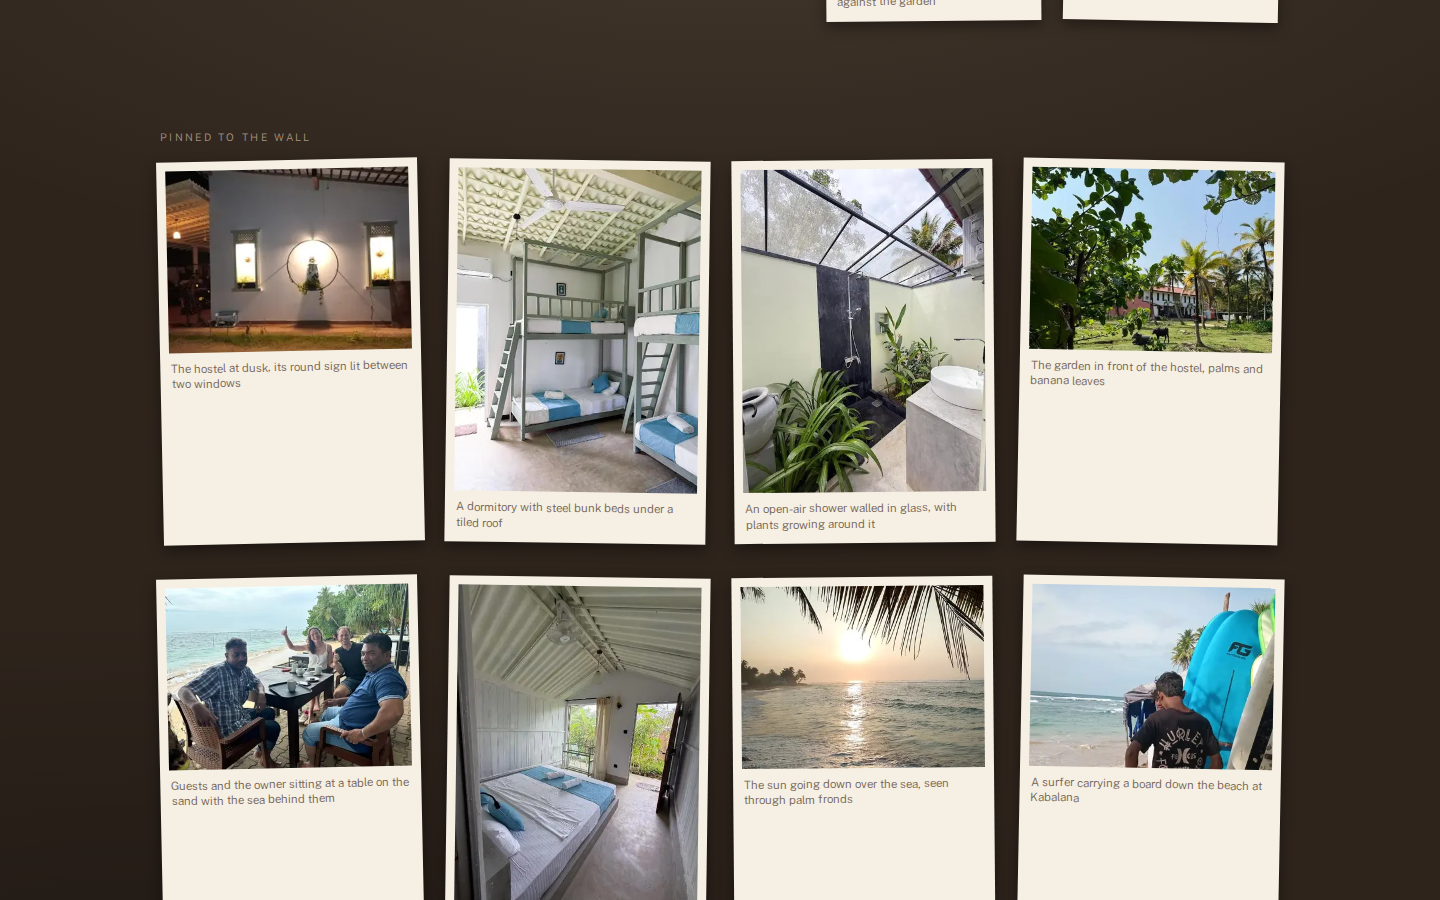 against the garden
PINNED TO THE WALL
The hostel at dusk, its round sign lit between
two windows
A dormitory with steel bunk beds under a
tiled roof
An open-air shower walled in glass, with
plants growing around it
The garden in front of the hostel, palms and
banana leaves
HURLEY
Guests and the owner sitting at a table on the
sand with the sea behind them
The sun going down over the sea, seen
through palm fronds
A surfer carrying a board down the beach at
Kabalana